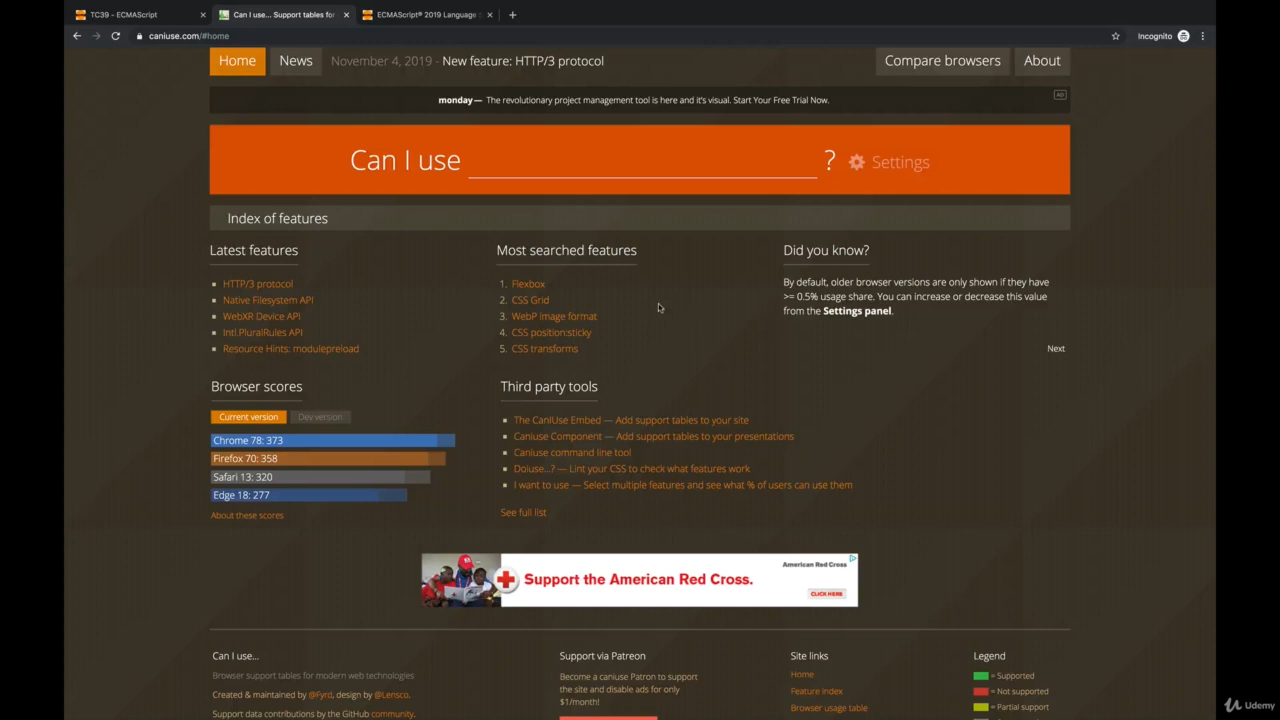 TC39 – ECMAScript
Can I use... Support tables for
ECMAScript® 2019 Language
caniuse.com/#home
Incognito
Home
News
November 4, 2019 - New feature: HTTP/3 protocol
Compare browsers
About
monday— The revolutionary project management tool is here and it's visual. Start Your Free Trial Now.
Ad
Can I use ? Settings
Index of features
Latest features
HTTP/3 protocol
Native Filesystem API
WebXR Device API
Intl.PluralRules API
Resource Hints: modulepreload
Most searched features
1. Flexbox
2. CSS Grid
3. WebP image format
4. CSS position:sticky
5. CSS transforms
Did you know?
By default, older browser versions are only shown if they have
>= 0.5% usage share. You can increase or decrease this value
from the Settings panel.
Next
Browser scores
Current version
Dev version
Chrome 78: 373
Firefox 70: 358
Safari 13: 320
Edge 18: 277
About these scores
Third party tools
The CanIUse Embed — Add support tables to your site
Caniuse Component — Add support tables to your presentations
Caniuse command line tool
Doiuse...? — Lint your CSS to check what features work
I want to use — Select multiple features and see what % of users can use them
See full list
Support the American Red Cross.
American Red Cross
CLICK HERE
Can I use...
Browser support tables for modern web technologies
Created & maintained by @Fyrd, design by @Lensco.
Support data contributions by the GitHub community.
Support via Patreon
Become a caniuse Patron to support
the site and disable ads for only
$1/month!
Site links
Home
Feature index
Browser usage table
Legend
= Supported
= Not supported
= Partial support
Udemy